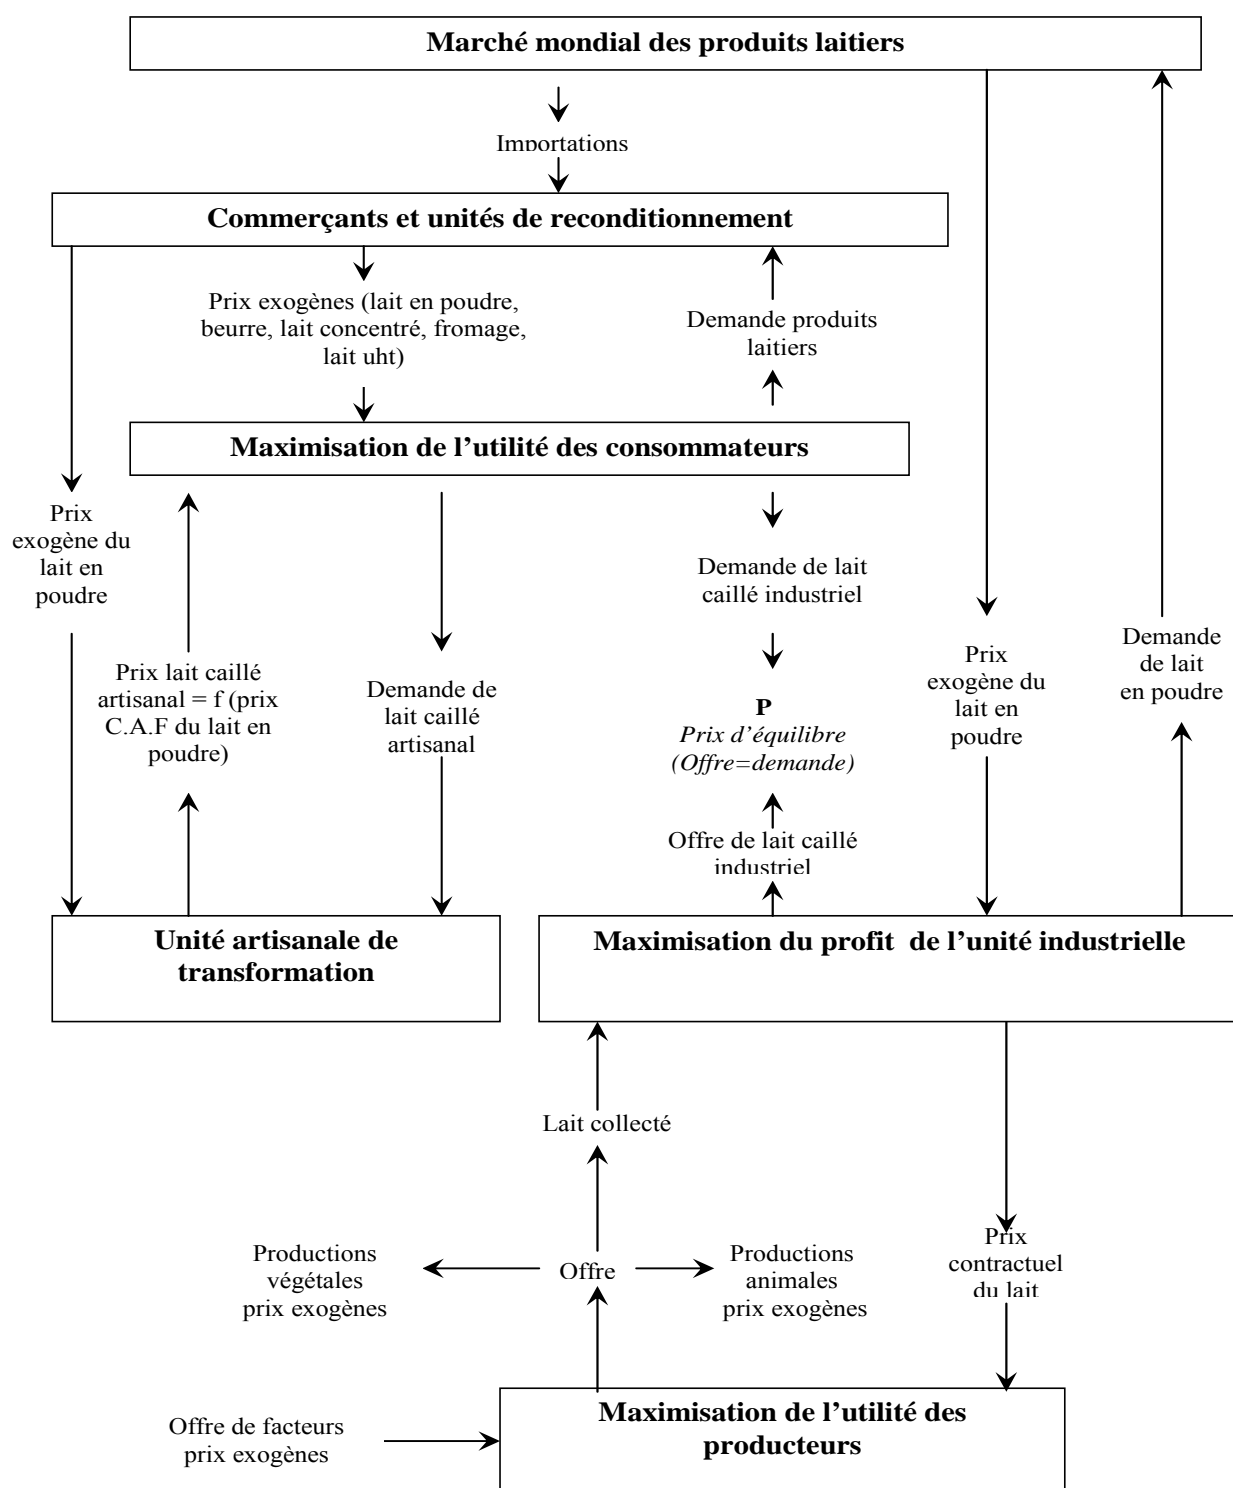 Marché mondial des produits laitiers
Importations
Commerçants et unités de reconditionnement
Prix exogènes (lait en poudre,
beurre, lait concentré, fromage,
lait uht)
Demande produits
laitiers
Maximisation de l’utilité des consommateurs
Prix
exogène du
lait en
poudre
Prix lait caillé
artisanal = f (prix
C.A.F du lait en
poudre)
Demande de
lait caillé
artisanal
Demande de lait
caillé industriel
P
Prix d’équilibre
(Offre=demande)
Offre de lait caillé
industriel
Prix
exogène du
lait en
poudre
Demande
de lait
en poudre
Unité artisanale de
transformation
Maximisation du profit de l’unité industrielle
Lait collecté
Productions
végétales
prix exogènes
Offre
Productions
animales
prix exogènes
Prix
contractuel
du lait
Offre de facteurs
prix exogènes
Maximisation de l’utilité des
producteurs